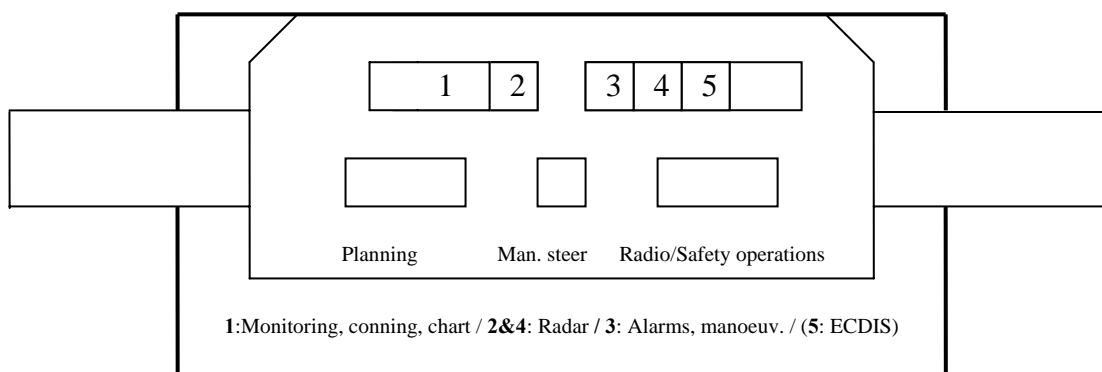 1 2 3 4 5
Planning Man. steer Radio/Safety operations
1:Monitoring, conning, chart / 2&4: Radar / 3: Alarms, manoeuv. / (5: ECDIS)